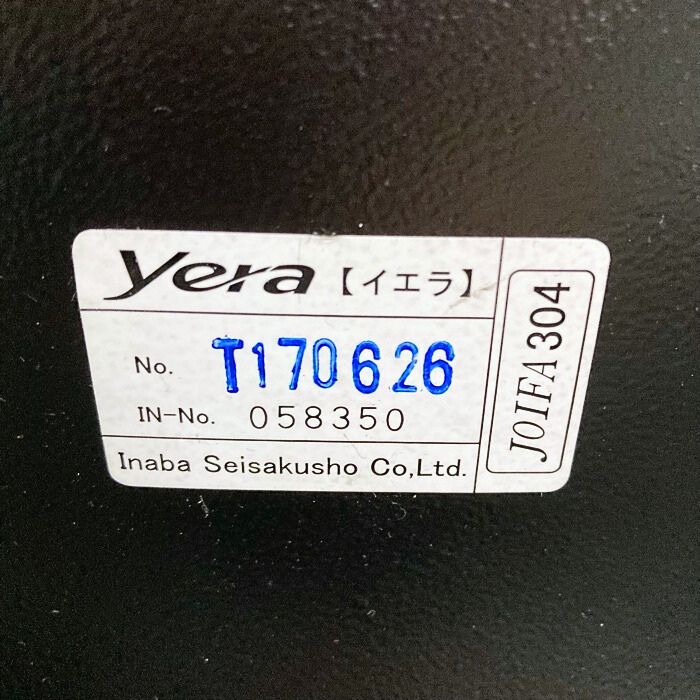 yera 【イエラ】
No. T170626
IN-No. 058350
Inaba Seisakusho Co,Ltd.
JOIFA304